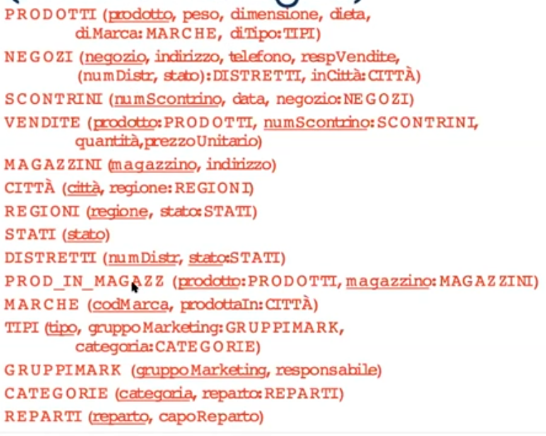 PRODOTTI (prodotto, peso, dimensione, dieta,
diMarca: MARCHE, diTipo:TIPI)
NEGOZI (negozio, indirizzo, telefono, respVendite,
(numDistr, stato):DISTRETTI, inCittà:CITTÀ)
SCONTRINI (numScontrino, data, negozio:NEGOZI)
VENDITE (prodotto:PRODOTTI, numScontrino:SCONTRINI,
quantità,prezzoUnitario)
MAGAZZINI (magazzino, indirizzo)
CITTÀ (città, regione:REGIONI)
REGIONI (regione, stato:STATI)
STATI (stato)
DISTRETTI (numDistr, stato:STATI)
PROD_IN_MAGAZZ (prodotto:PRODOTTI, magazzino:MAGAZZINI)
MARCHE (codMarca, prodottaIn:CITTÀ)
TIPI (tipo, gruppoMarketing:GRUPPIMARK,
categoria:CATEGORIE)
GRUPPIMARK (gruppoMarketing, responsabile)
CATEGORIE (categoria, reparto:REPARTI)
REPARTI (reparto, capoReparto)